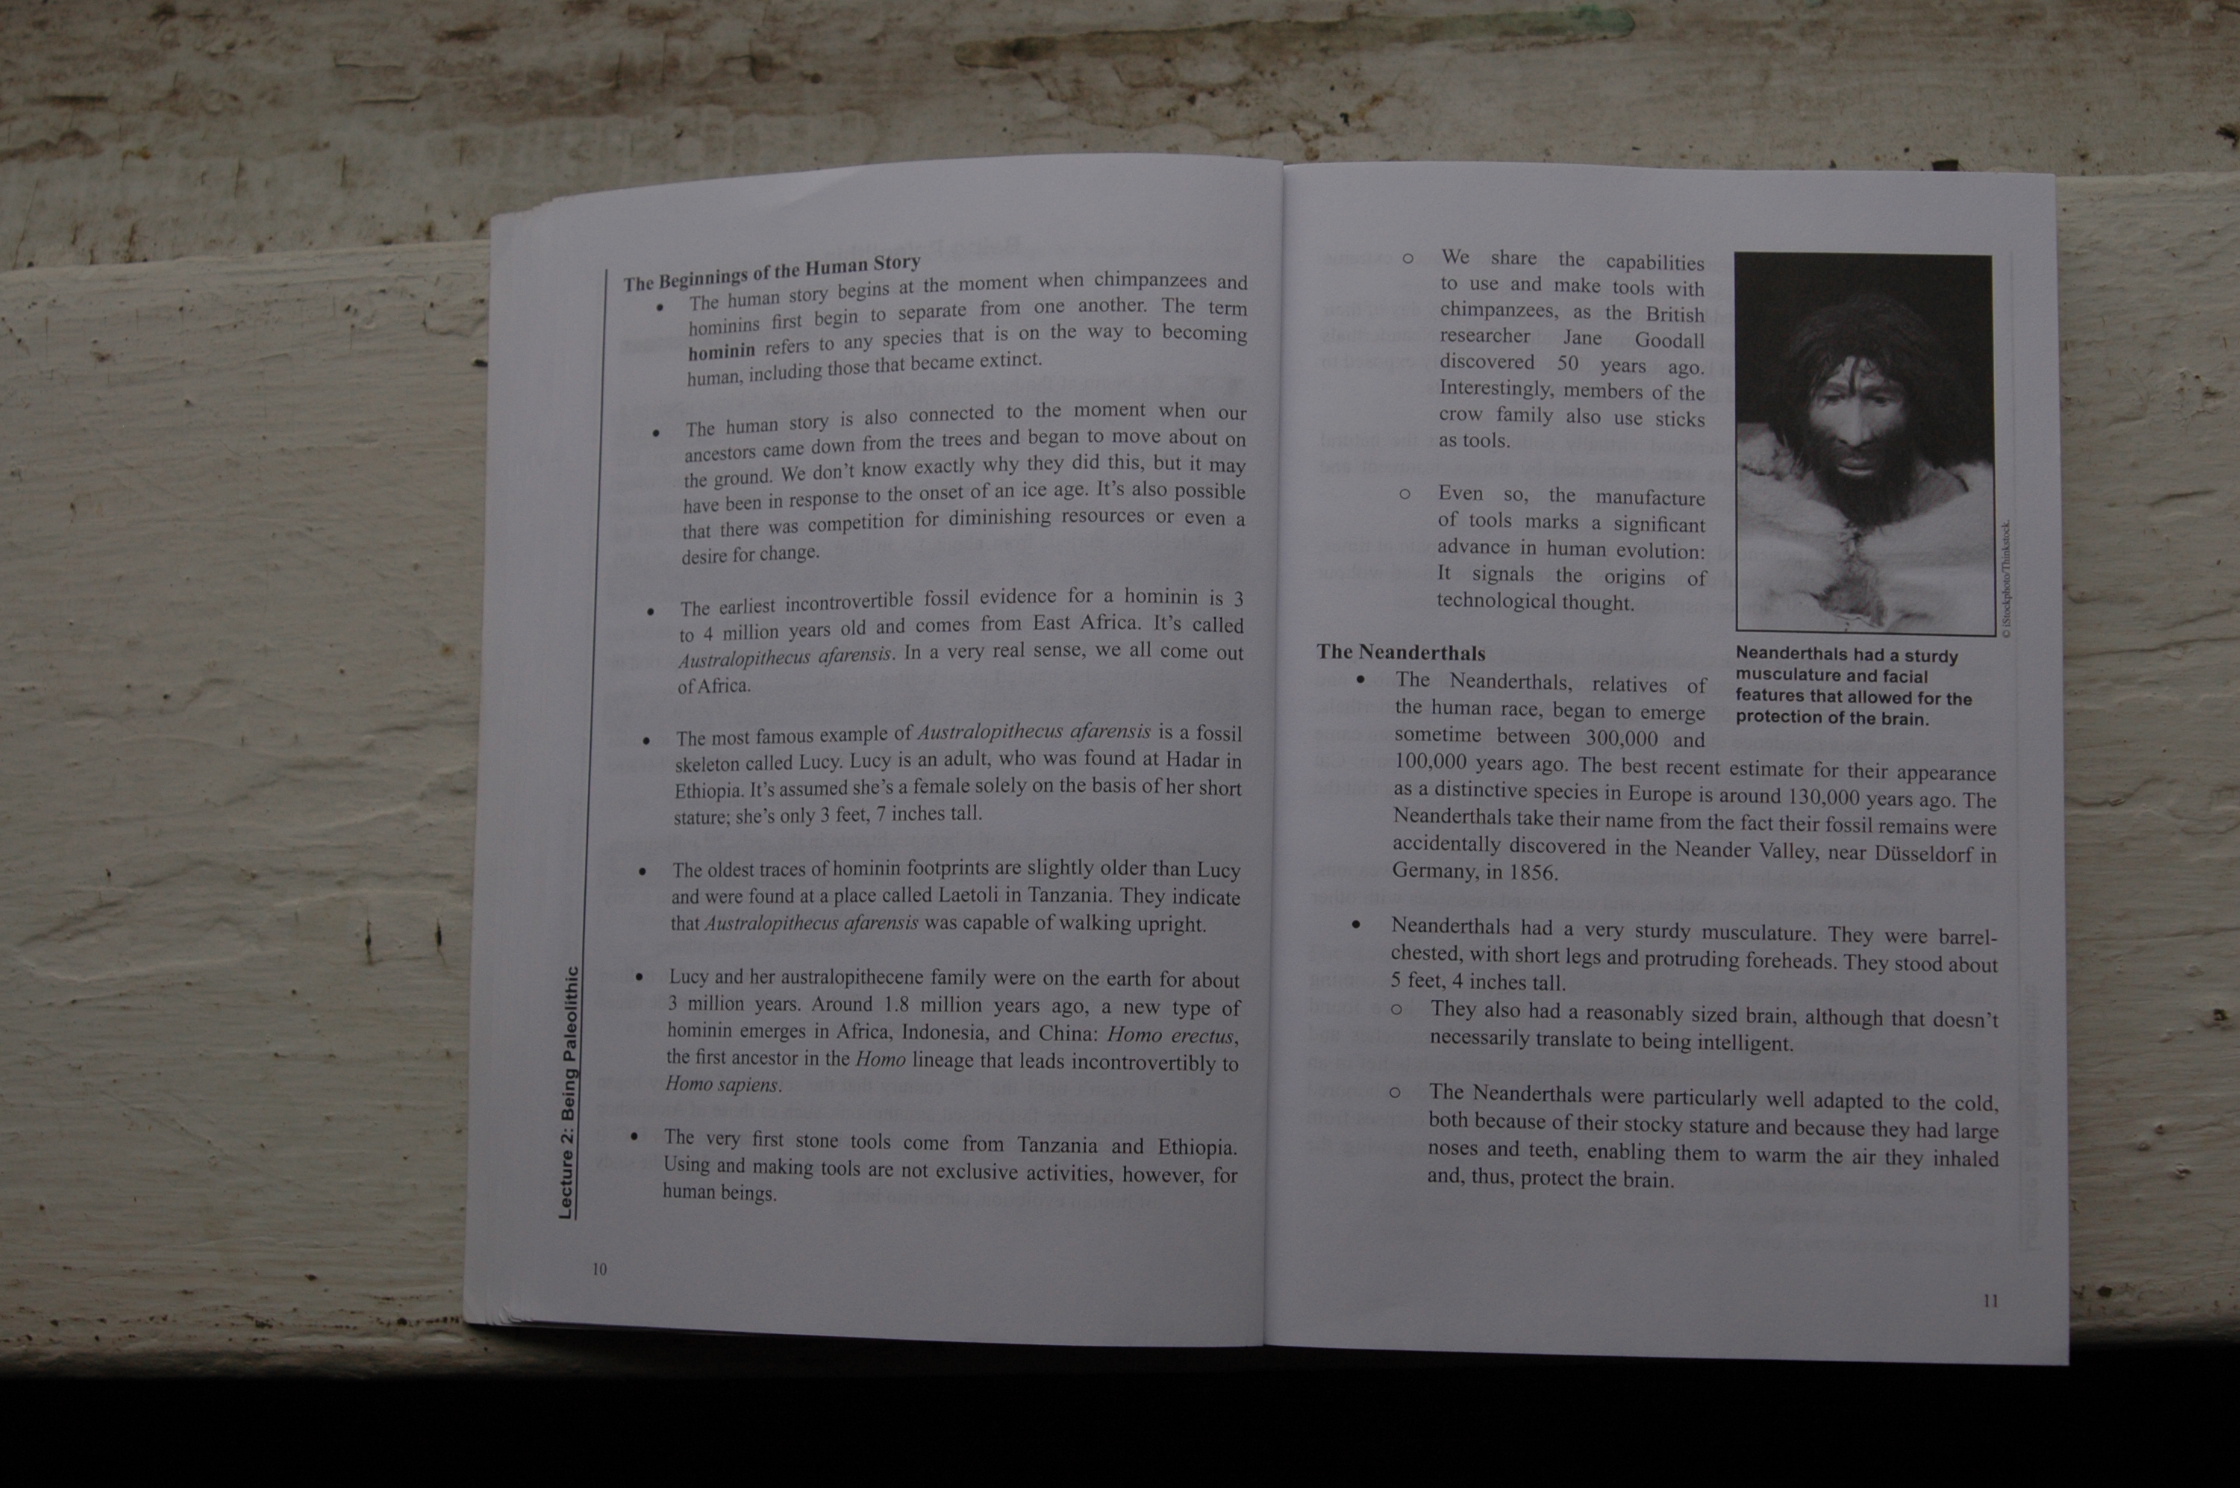 The Beginnings of the Human Story
• The human story begins at the moment when chimpanzees and
hominins first begin to separate from one another. The term
hominin refers to any species that is on the way to becoming
human, including those that became extinct.
• The human story is also connected to the moment when our
ancestors came down from the trees and began to move about on
the ground. We don't know exactly why they did this, but it may
have been in response to the onset of an ice age. It's also possible
that there was competition for diminishing resources or even a
desire for change.
• The earliest incontrovertible fossil evidence for a hominin is 3
to 4 million years old and comes from East Africa. It's called
Australopithecus afarensis. In a very real sense, we all come out
of Africa.
• The most famous example of Australopithecus afarensis is a fossil
skeleton called Lucy. Lucy is an adult, who was found at Hadar in
Ethiopia. It's assumed she's a female solely on the basis of her short
stature; she's only 3 feet, 7 inches tall.
• The oldest traces of hominin footprints are slightly older than Lucy
and were found at a place called Laetoli in Tanzania. They indicate
that Australopithecus afarensis was capable of walking upright.
• Lucy and her australopithecene family were on the earth for about
3 million years. Around 1.8 million years ago, a new type of
hominin emerges in Africa, Indonesia, and China: Homo erectus,
the first ancestor in the Homo lineage that leads incontrovertibly to
Homo sapiens.
• The very first stone tools come from Tanzania and Ethiopia.
Using and making tools are not exclusive activities, however, for
human beings.
Lecture 2: Being Paleolithic
10
○ We share the capabilities
to use and make tools with
chimpanzees, as the British
researcher Jane Goodall
discovered 50 years ago.
Interestingly, members of the
crow family also use sticks
as tools.
○ Even so, the manufacture
of tools marks a significant
advance in human evolution:
It signals the origins of
technological thought.
© iStockphoto/Thinkstock.
Neanderthals had a sturdy
musculature and facial
features that allowed for the
protection of the brain.
The Neanderthals
• The Neanderthals, relatives of
the human race, began to emerge
sometime between 300,000 and
100,000 years ago. The best recent estimate for their appearance
as a distinctive species in Europe is around 130,000 years ago. The
Neanderthals take their name from the fact their fossil remains were
accidentally discovered in the Neander Valley, near Düsseldorf in
Germany, in 1856.
• Neanderthals had a very sturdy musculature. They were barrel-
chested, with short legs and protruding foreheads. They stood about
5 feet, 4 inches tall.
○ They also had a reasonably sized brain, although that doesn't
necessarily translate to being intelligent.
○ The Neanderthals were particularly well adapted to the cold,
both because of their stocky stature and because they had large
noses and teeth, enabling them to warm the air they inhaled
and, thus, protect the brain.
11